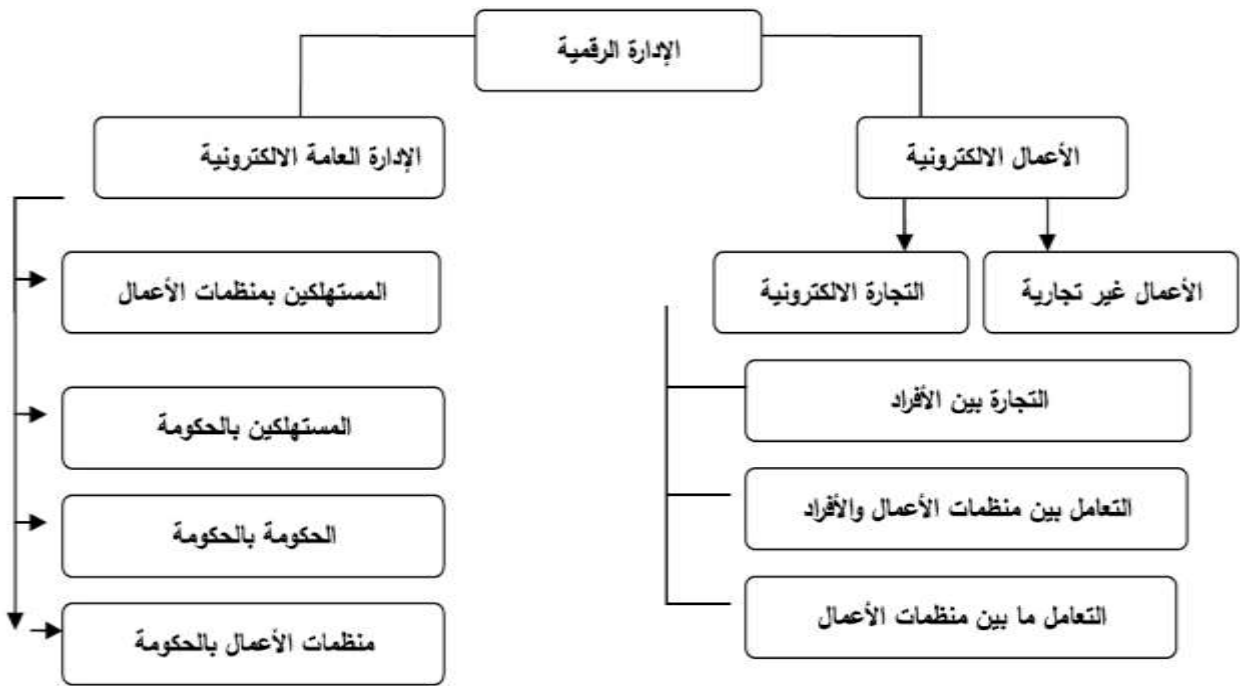 الإدارة الرقمية
الأعمال الالكترونية
الإدارة العامة الالكترونية
الأعمال غير تجارية
التجارة الالكترونية
المستهلكين بمنظمات الأعمال
التجارة بين الأفراد
المستهلكين بالحكومة
التعامل بين منظمات الأعمال والأفراد
الحكومة بالحكومة
التعامل ما بين منظمات الأعمال
منظمات الأعمال بالحكومة